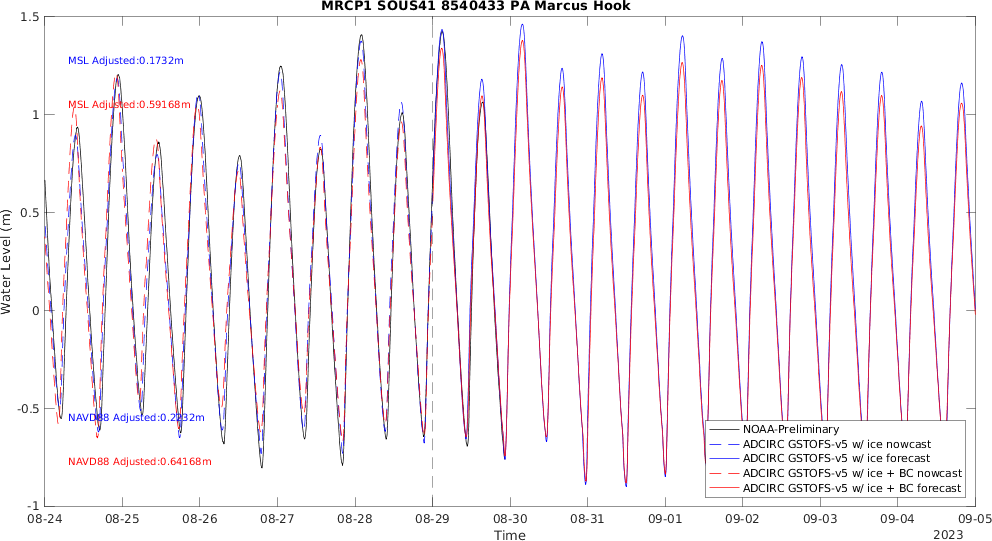 MRCP1 SOUS41 8540433 PA Marcus Hook
1.5
1
0.5
0
-0.5
-1
Water Level (m)
MSL Adjusted:0.1732m
MSL Adjusted:0.59168m
NAVD88 Adjusted:0.2232m
NAVD88 Adjusted:0.64168m
NOAA-Preliminary
ADCIRC GSTOFS-v5 w/ ice nowcast
ADCIRC GSTOFS-v5 w/ ice forecast
ADCIRC GSTOFS-v5 w/ ice + BC nowcast
ADCIRC GSTOFS-v5 w/ ice + BC forecast
08-24 08-25 08-26 08-27 08-28 08-29 08-30 08-31 09-01 09-02 09-03 09-04 09-05
Time
2023